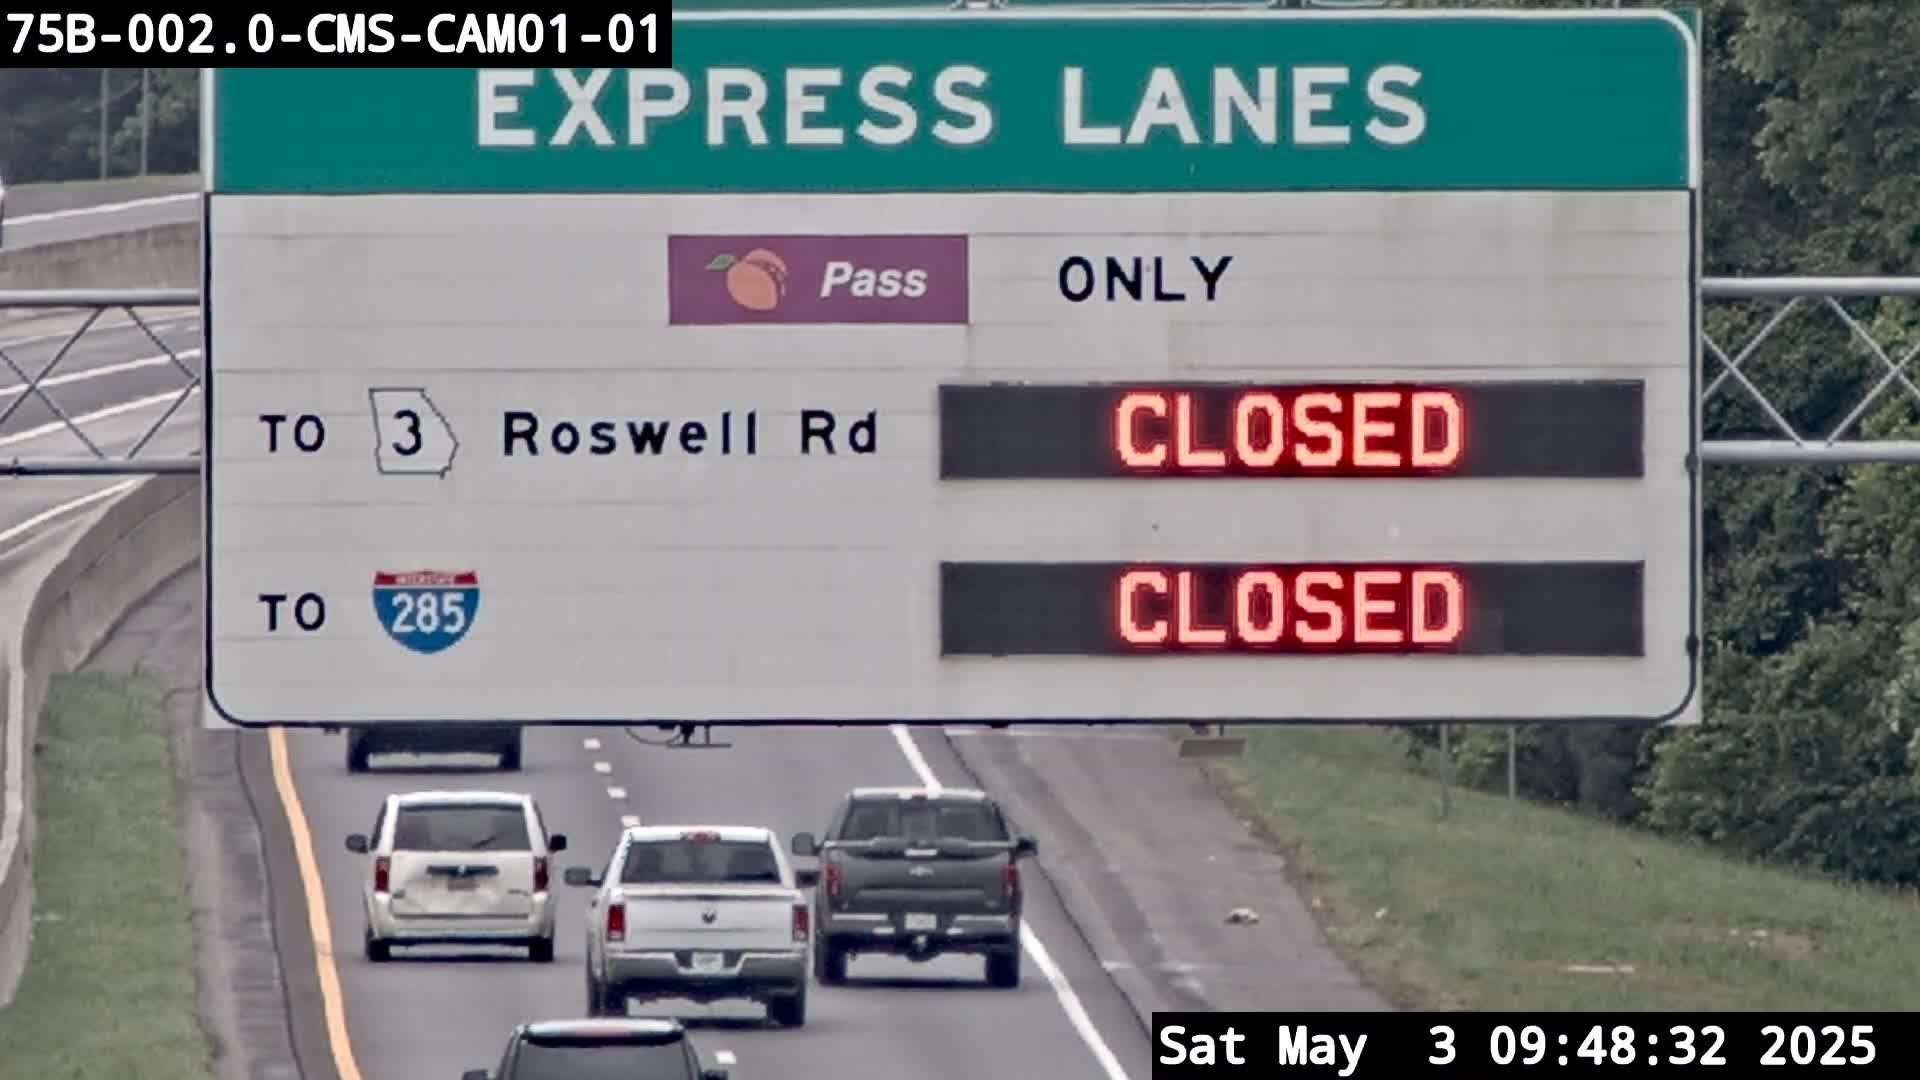 75B-002.0-CMS-CAM01-01
EXPRESS LANES
Pass ONLY
TO 3 Roswell Rd CLOSED
INTERSTATE
TO 285 CLOSED
Sat May 3 09:48:32 2025